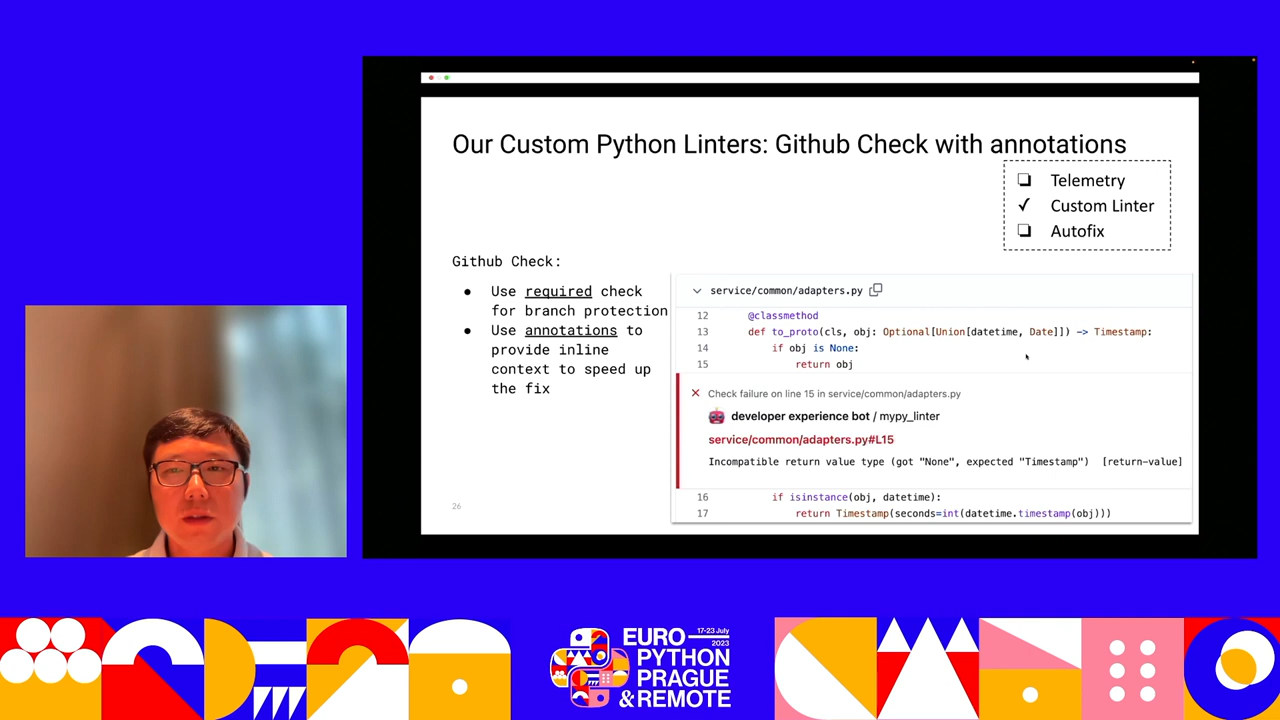 Our Custom Python Linters: Github Check with annotations
❏ Telemetry
✓ Custom Linter
❏ Autofix
Github Check:
● Use required check
for branch protection
● Use annotations to
provide inline
context to speed up
the fix
26
service/common/adapters.py
12 @classmethod
13 def to_proto(cls, obj: Optional[Union[datetime, Date]]) -> Timestamp:
14 if obj is None:
15 return obj
Check failure on line 15 in service/common/adapters.py
developer experience bot / mypy_linter
service/common/adapters.py#L15
Incompatible return value type (got "None", expected "Timestamp") [return-value]
16 if isinstance(obj, datetime):
17 return Timestamp(seconds=int(datetime.timestamp(obj)))
17-23 July
2023
EURO
PYTHON
PRAGUE
& REMOTE